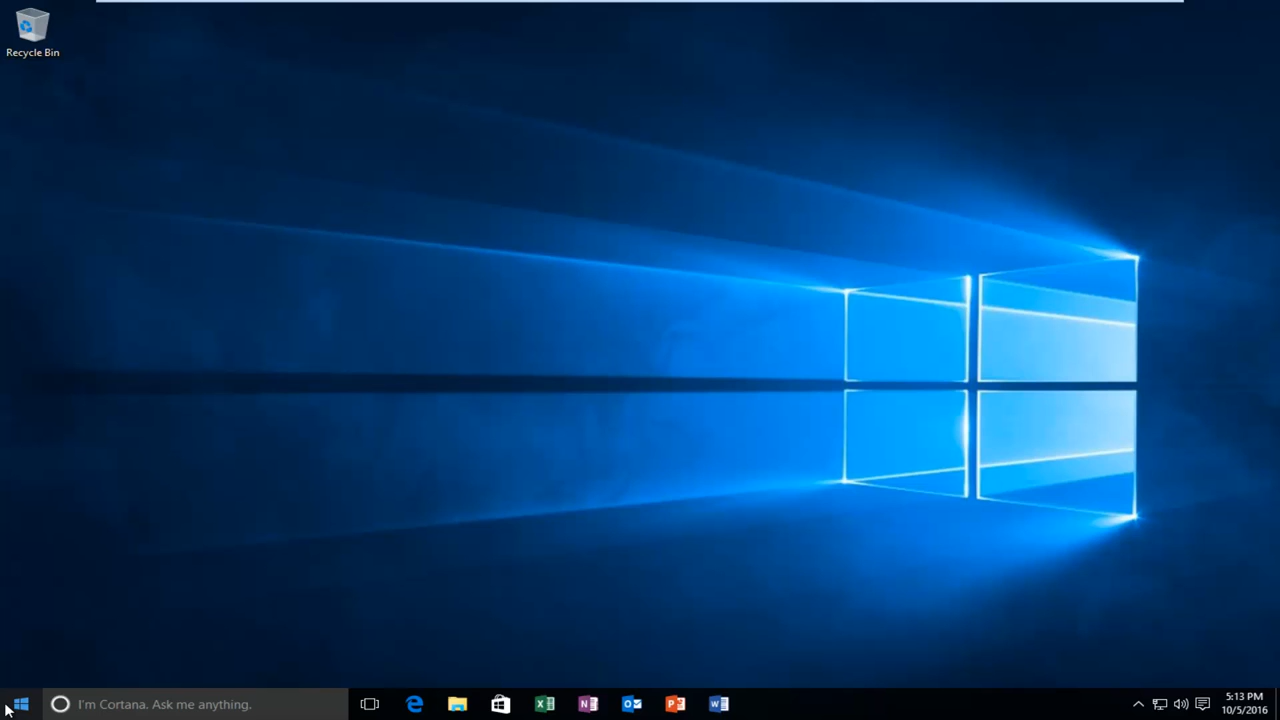 Recycle Bin
I'm Cortana. Ask me anything.
N
O
P
W
5:13 PM
10/5/2016